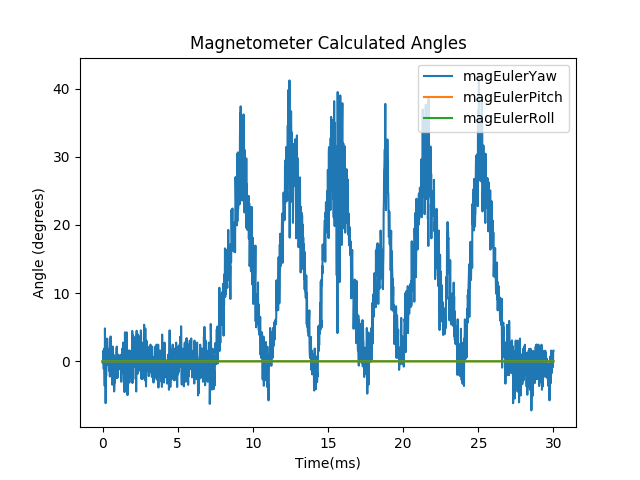 Magnetometer Calculated Angles
magEulerYaw
magEulerPitch
magEulerRoll
Angle (degrees)
40
30
20
10
0
0 5 10 15 20 25 30
Time(ms)